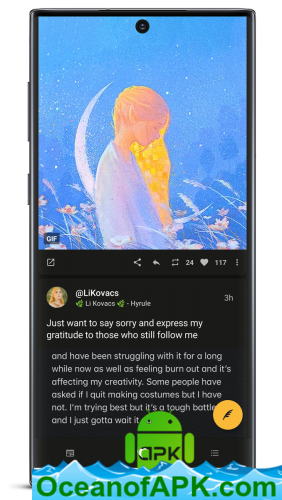 GIF
24
117
@LiKovacs
3h
Li Kovacs - Hyrule
Just want to say sorry and express my
gratitude to those who still follow me
and have been struggling with it for a long
while now as well as feeling burn out and it's
affecting my creativity. Some people have
asked if I quit making costumes but I have
not. I'm trying best but it's a tough battle
and I just gotta wait it
APK
OceanofAPK.com